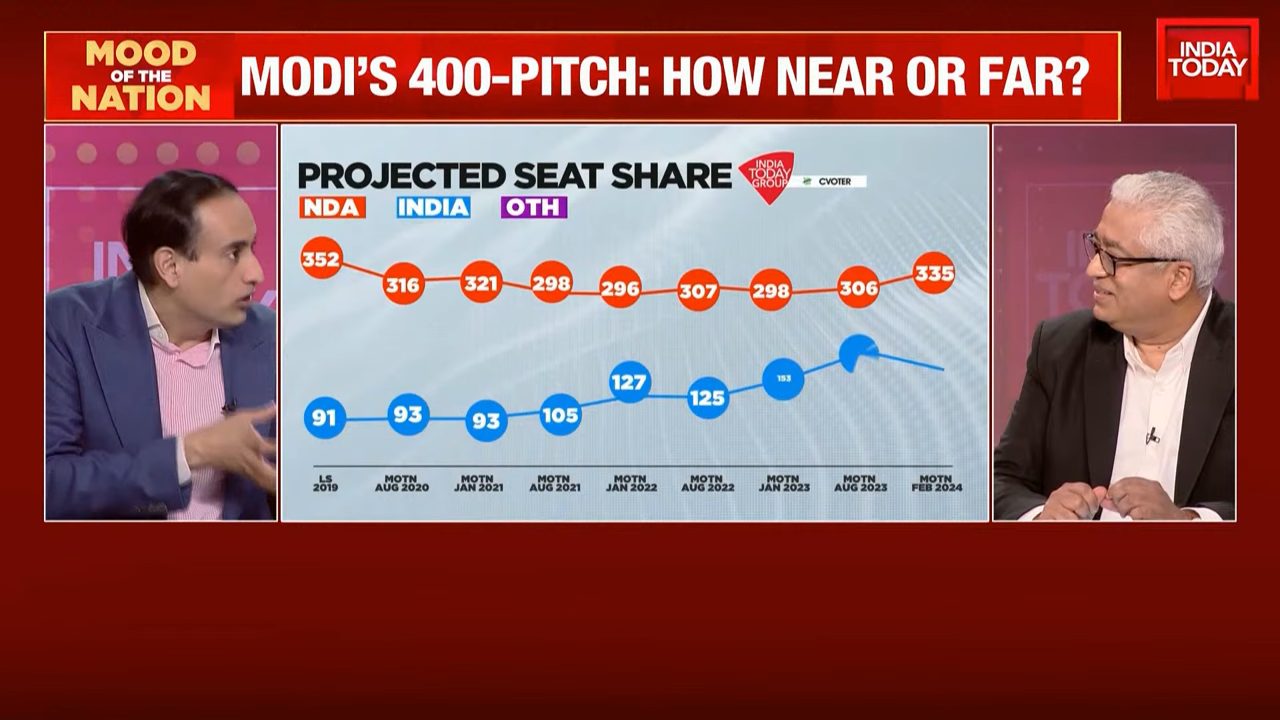 MOOD
OF THE
NATION
MODI'S 400-PITCH: HOW NEAR OR FAR?
INDIA
TODAY
PROJECTED SEAT SHARE
INDIA
TODAY
GROUP
CVOTER
NDA INDIA OTH
352 316 321 298 296 307 298 306 335
91 93 93 105 127 125 153
LS
2019
MOTN
AUG 2020
MOTN
JAN 2021
MOTN
AUG 2021
MOTN
JAN 2022
MOTN
AUG 2022
MOTN
JAN 2023
MOTN
AUG 2023
MOTN
FEB 2024